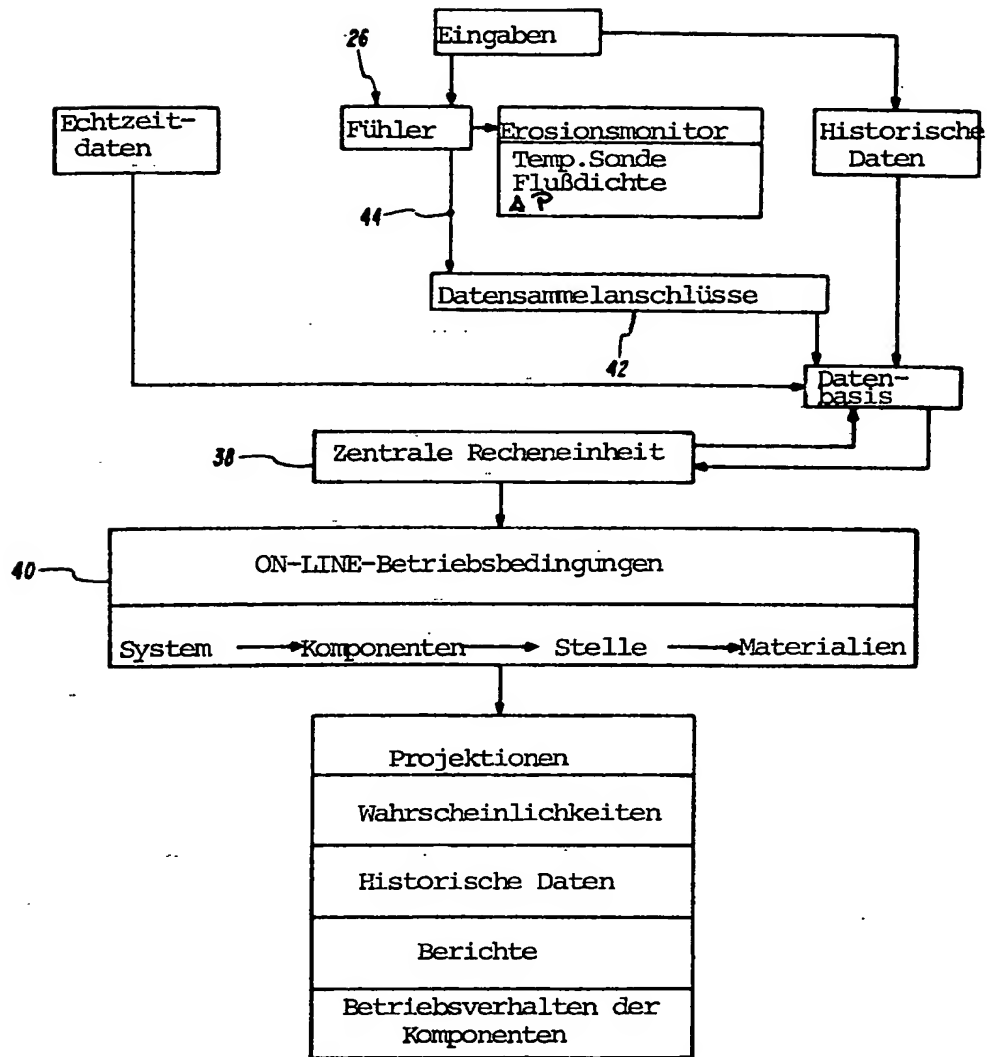 Eingaben
26
Echtzeit-
daten
Fühler
Erosionsmonitor
Temp.Sonde
Flußdichte
Δ P
Historische
Daten
44
Datensammelanschlüsse
42
Daten-
basis
38
Zentrale Recheneinheit
40
ON-LINE-Betriebsbedingungen
System Komponenten Stelle Materialien
Projektionen
Wahrscheinlichkeiten
Historische Daten
Berichte
Betriebsverhalten der
Komponenten